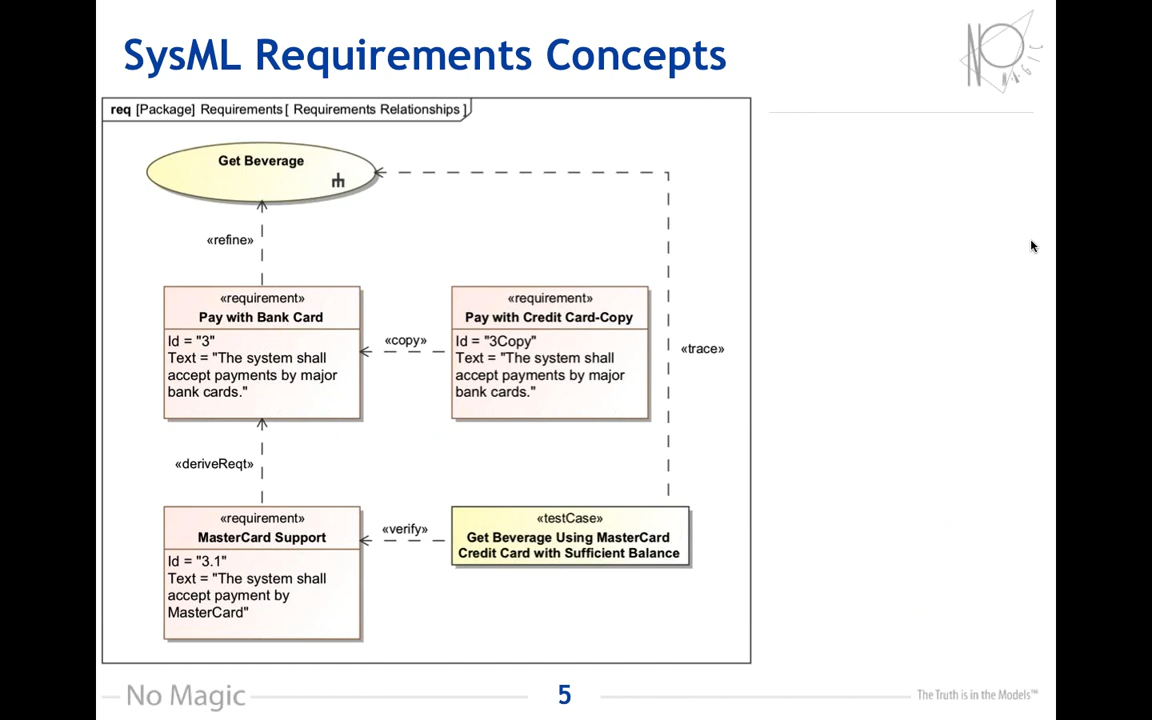 SysML Requirements Concepts
NO MAGIC
req [Package] Requirements[ Requirements Relationships ]
Get Beverage
«refine»
«requirement»
Pay with Bank Card
Id = "3"
Text = "The system shall
accept payments by major
bank cards."
«copy»
«requirement»
Pay with Credit Card-Copy
Id = "3Copy"
Text = "The system shall
accept payments by major
bank cards."
«trace»
«deriveReqt»
«requirement»
MasterCard Support
Id = "3.1"
Text = "The system shall
accept payment by
MasterCard"
«verify»
«testCase»
Get Beverage Using MasterCard
Credit Card with Sufficient Balance
No Magic
5
The Truth is in the Models™